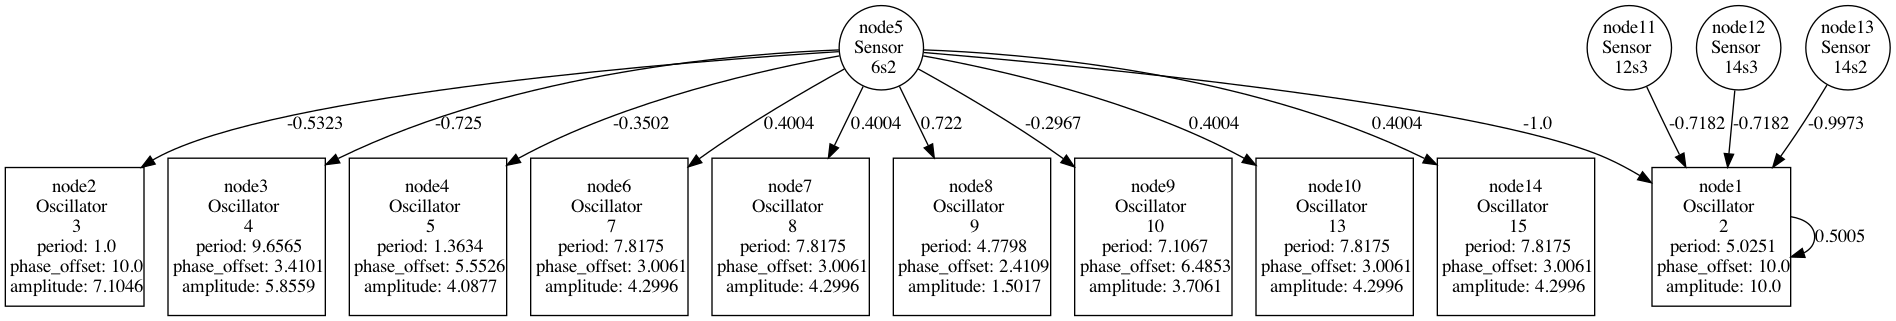 node5
Sensor
6s2
node11
Sensor
12s3
node12
Sensor
14s3
node13
Sensor
14s2
-0.5323
-0.725
-0.3502
0.4004
0.4004
0.722
-0.2967
0.4004
0.4004
-1.0
-0.7182
-0.7182
-0.9973
node2
Oscillator
3
period: 1.0
phase_offset: 10.0
amplitude: 7.1046
node3
Oscillator
4
period: 9.6565
phase_offset: 3.4101
amplitude: 5.8559
node4
Oscillator
5
period: 1.3634
phase_offset: 5.5526
amplitude: 4.0877
node6
Oscillator
7
period: 7.8175
phase_offset: 3.0061
amplitude: 4.2996
node7
Oscillator
8
period: 7.8175
phase_offset: 3.0061
amplitude: 4.2996
node8
Oscillator
9
period: 4.7798
phase_offset: 2.4109
amplitude: 1.5017
node9
Oscillator
10
period: 7.1067
phase_offset: 6.4853
amplitude: 3.7061
node10
Oscillator
13
period: 7.8175
phase_offset: 3.0061
amplitude: 4.2996
node14
Oscillator
15
period: 7.8175
phase_offset: 3.0061
amplitude: 4.2996
node1
Oscillator
2
period: 5.0251
phase_offset: 10.0
amplitude: 10.0
0.5005